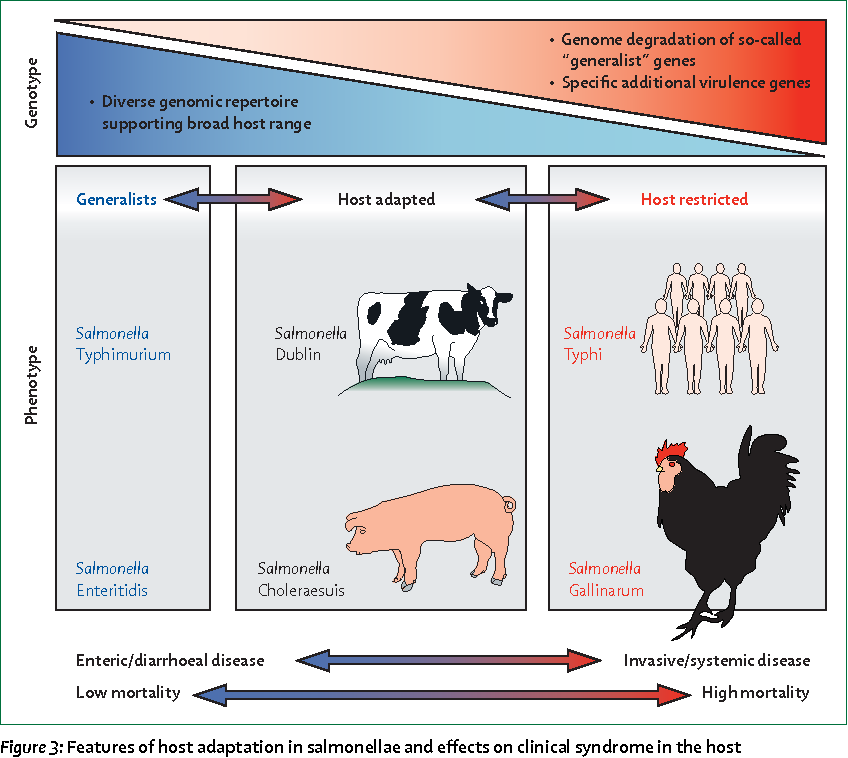 Genotype
• Genome degradation of so-called
“generalist” genes
• Specific additional virulence genes
• Diverse genomic repertoire
supporting broad host range
Phenotype
Generalists
Host adapted
Host restricted
Salmonella
Typhimurium
Salmonella
Dublin
Salmonella
Typhi
Salmonella
Enteritidis
Salmonella
Choleraesuis
Salmonella
Gallinarum
Enteric/diarrhoeal disease
Invasive/systemic disease
Low mortality
High mortality
Figure 3: Features of host adaptation in salmonellae and effects on clinical syndrome in the host